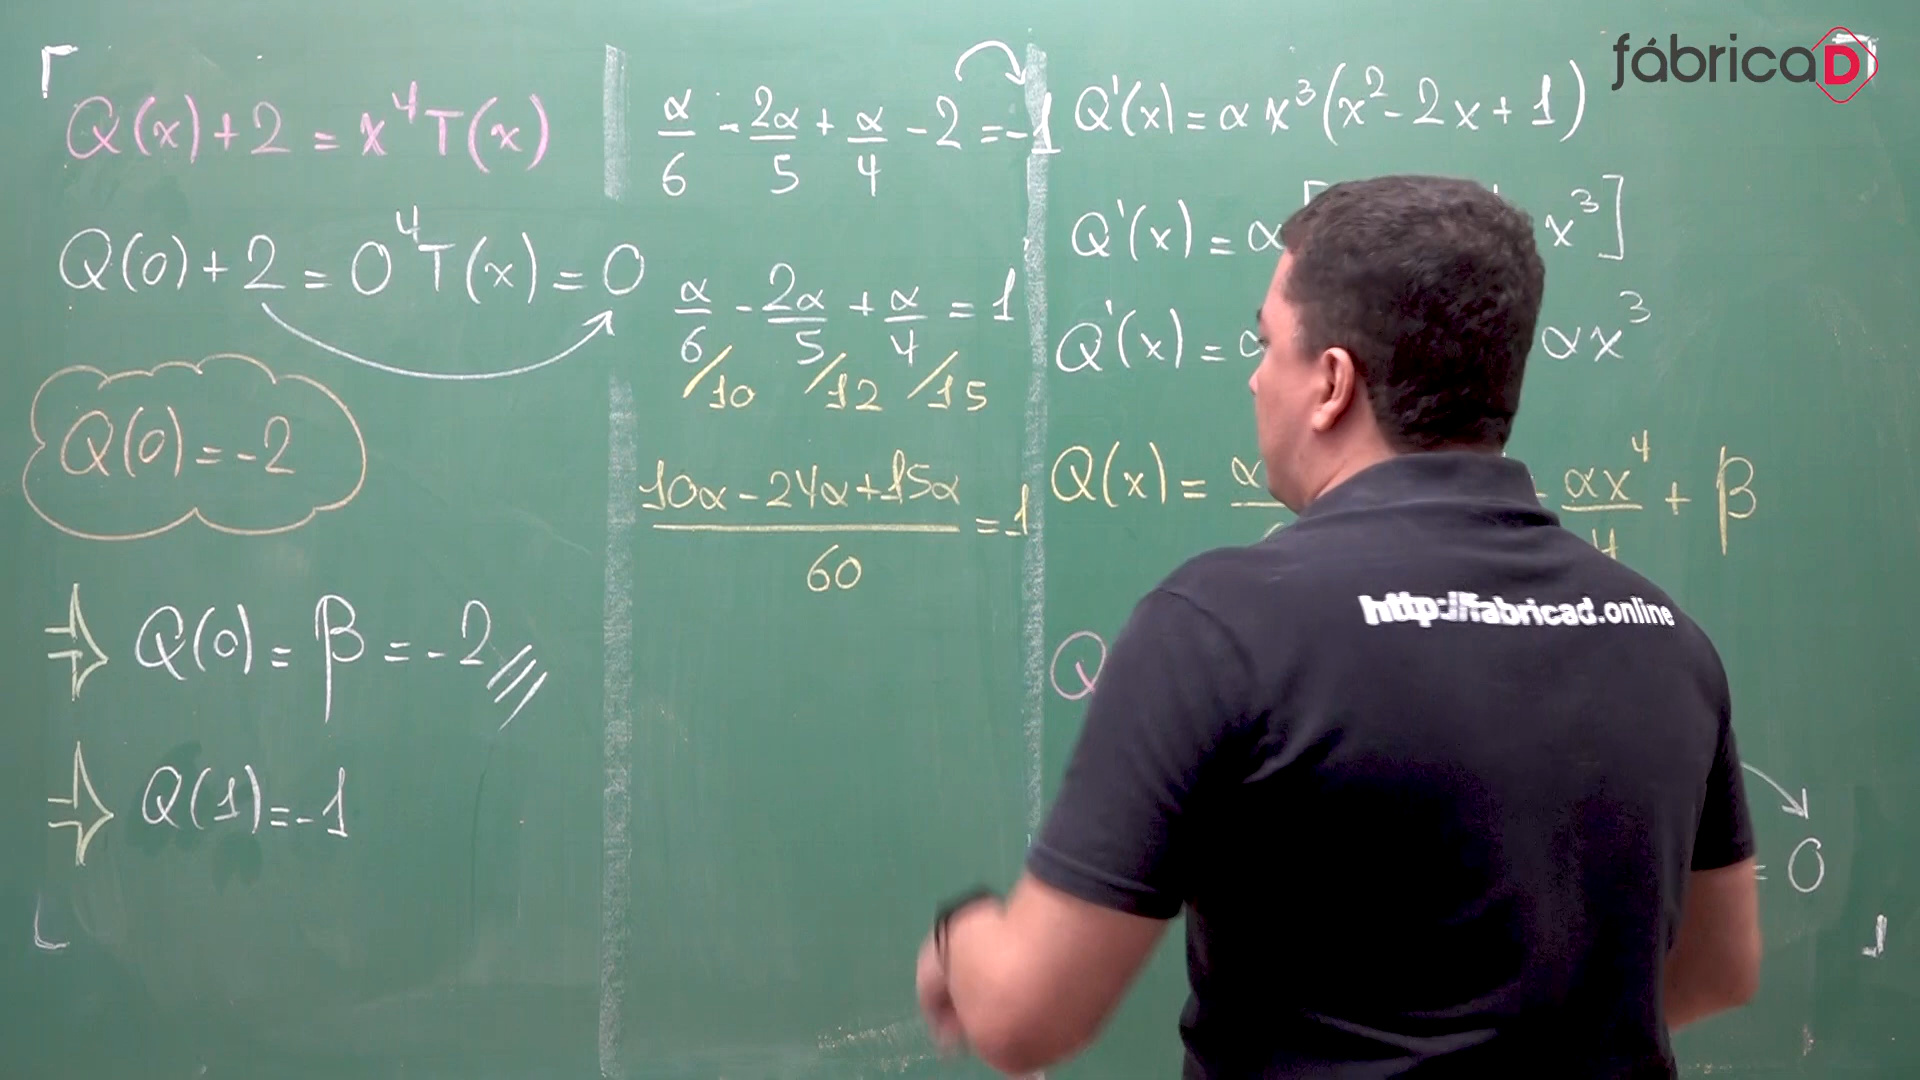 fábricaD
Q(x)+2=x⁴T(x)
Q(0)+2=0⁴T(x)=0
Q(0)=-2
⇒ Q(0)=β=-2
⇒ Q(1)=-1
α/6 - 2α/5 + α/4 - 2 = -1
α/6 - 2α/5 + α/4 = 1
/10 /12 /15
10α-24α+15α
=1
60
Q'(x)=αx³(x²-2x+1)
Q'(x)=α[ x³]
Q'(x)=α αx³
Q(x)=α αx⁴/4 + β
Q
= 0
http://fabricad.online